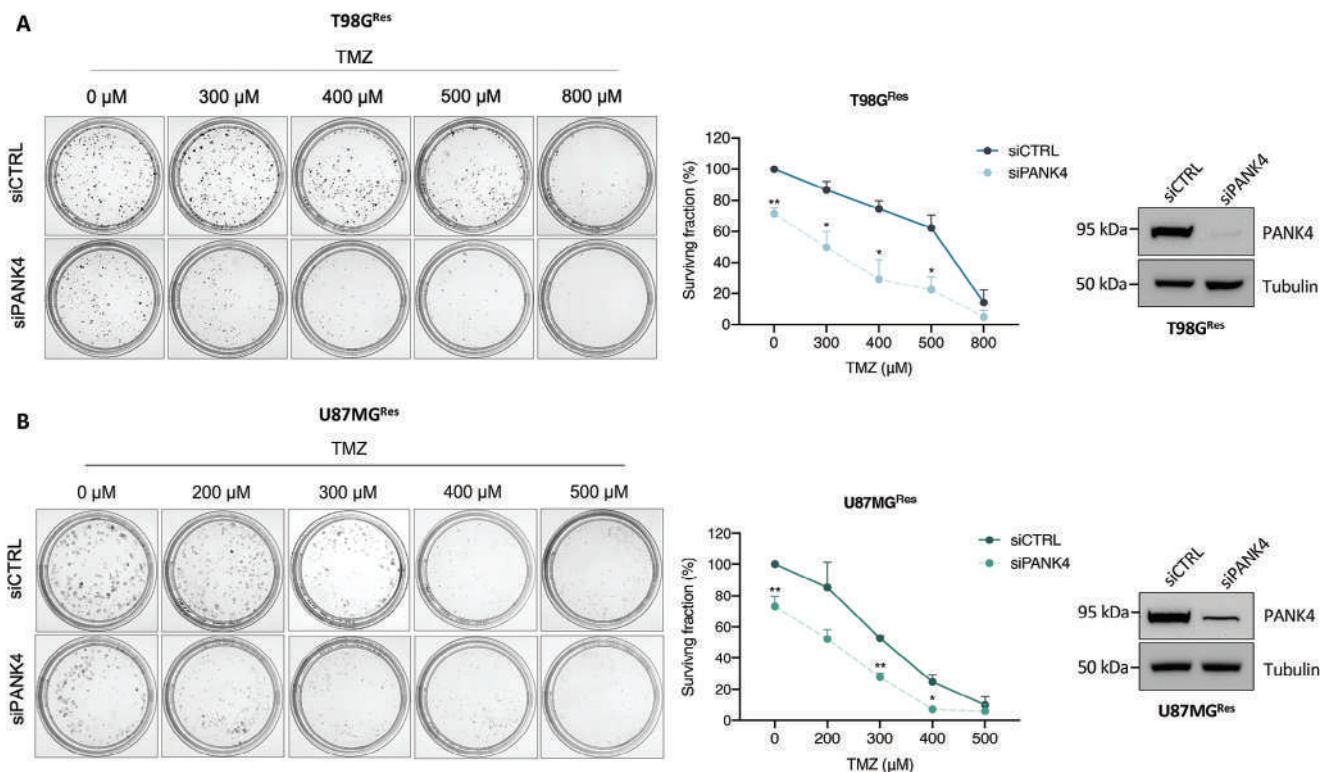 A
T98G^Res
TMZ
0 µM 300 µM 400 µM 500 µM 800 µM
siCTRL
siPANK4
T98G^Res
Survivng fraction (%)
120
100
80
60
40
20
0
** * * *
siCTRL
siPANK4
0 300 400 500 800
TMZ (µM)
siCTRL siPANK4
95 kDa PANK4
50 kDa Tubulin
T98G^Res
B
U87MG^Res
TMZ
0 µM 200 µM 300 µM 400 µM 500 µM
siCTRL
siPANK4
U87MG^Res
Survivng fraction (%)
120
100
80
60
40
20
0
** ** *
siCTRL
siPANK4
0 200 300 400 500
TMZ (µM)
siCTRL siPANK4
95 kDa PANK4
50 kDa Tubulin
U87MG^Res